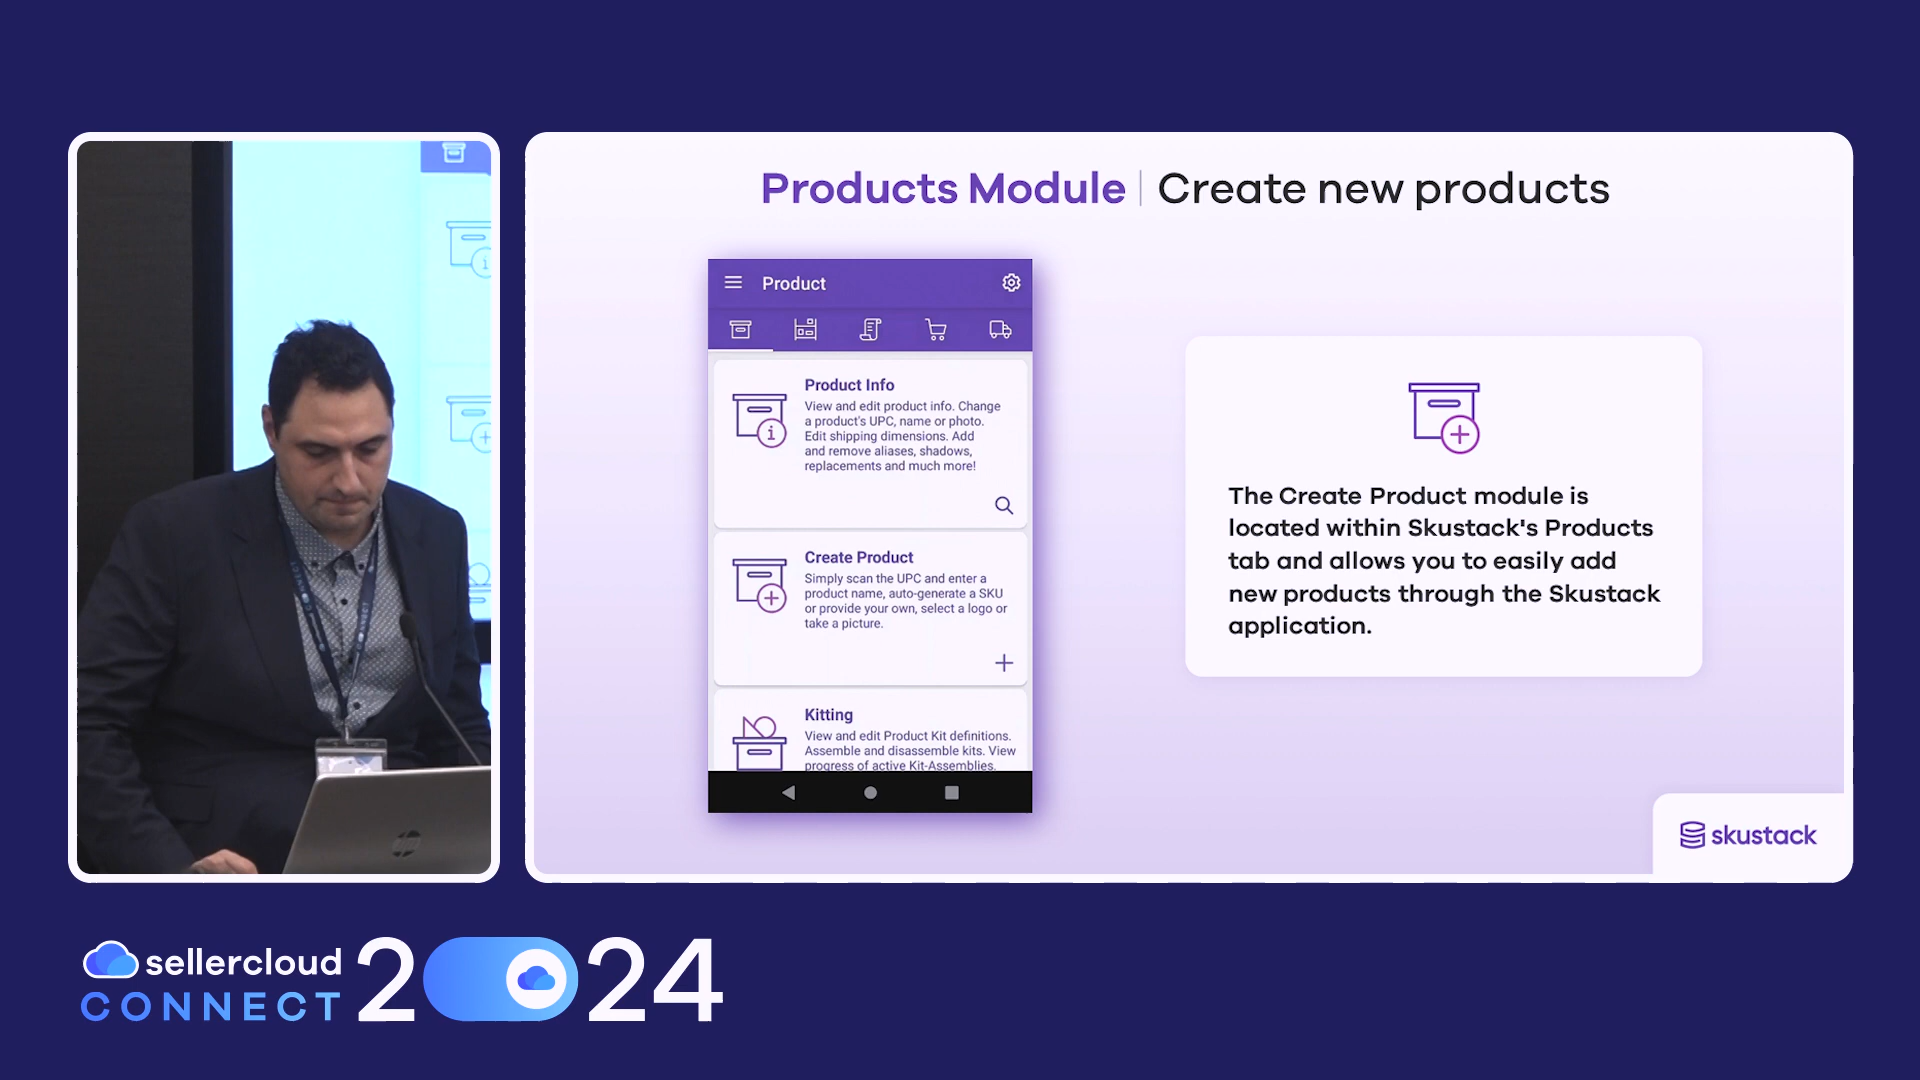 Products Module | Create new products
Product
Product Info
View and edit product info. Change
a product's UPC, name or photo.
Edit shipping dimensions. Add
and remove aliases, shadows,
replacements and much more!
Create Product
Simply scan the UPC and enter a
product name, auto-generate a SKU
or provide your own, select a logo or
take a picture.
Kitting
View and edit Product Kit definitions.
Assemble and disassemble kits. View
progress of active Kit-Assemblies.
The Create Product module is
located within Skustack's Products
tab and allows you to easily add
new products through the Skustack
application.
skustack
sellercloud
CONNECT
2024